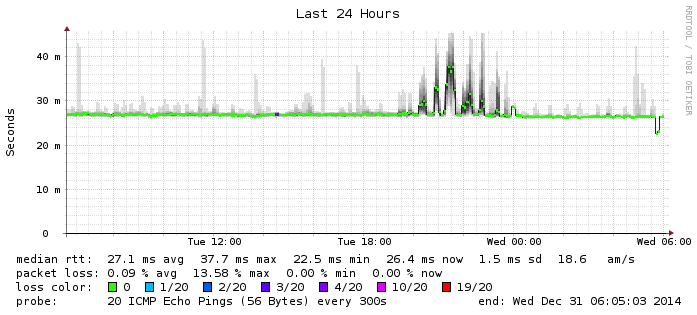 Last 24 Hours
RRDTOOL / TOBI OETIKER
Seconds
40 m
30 m
20 m
10 m
0
Tue 12:00 Tue 18:00 Wed 00:00 Wed 06:00
median rtt: 27.1 ms avg 37.7 ms max 22.5 ms min 26.4 ms now 1.5 ms sd 18.6 am/s
packet loss: 0.09 % avg 13.58 % max 0.00 % min 0.00 % now
loss color: 0 1/20 2/20 3/20 4/20 10/20 19/20
probe: 20 ICMP Echo Pings (56 Bytes) every 300s end: Wed Dec 31 06:05:03 2014